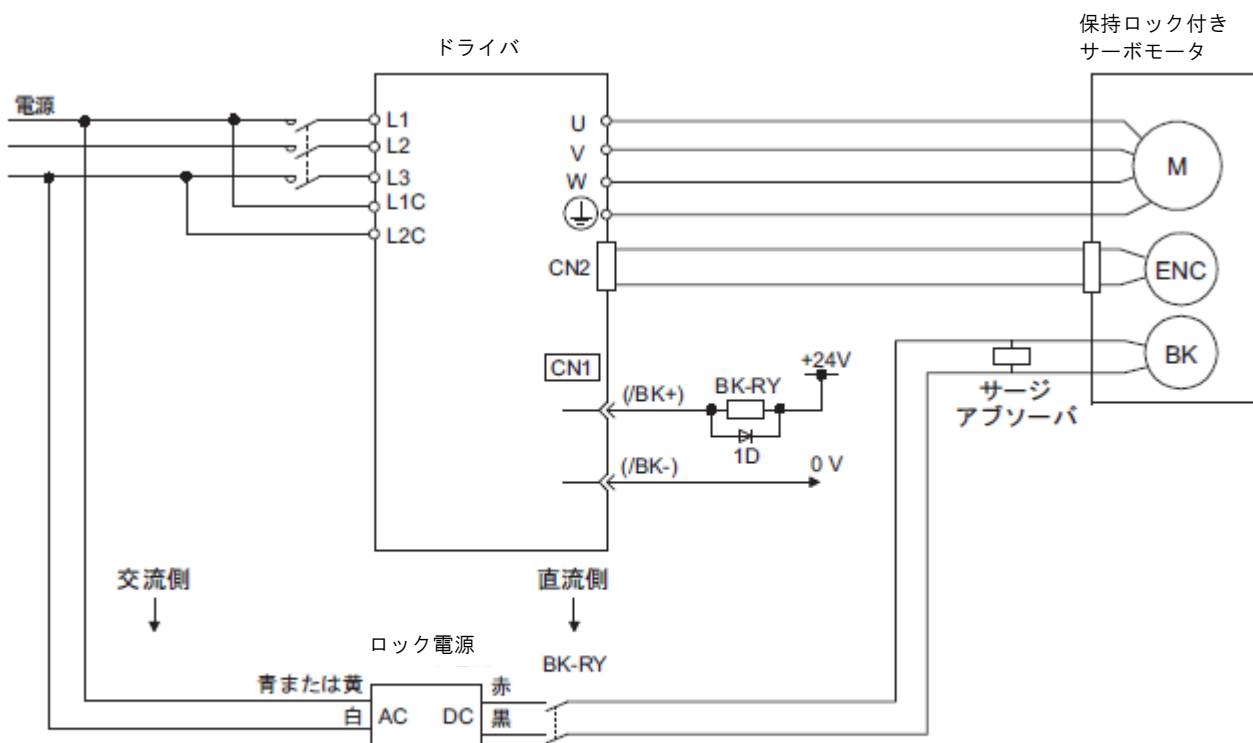 保持ロック付き
サーボモータ
ドライバ
電源
L1
L2
L3
L1C
L2C
U
V
W
M
CN2
ENC
CN1
BK
+24V
(/BK+)
BK-RY
サージ
アブソーバ
1D
(/BK-)
0 V
交流側
直流側
ロック電源
BK-RY
青または黄
赤
白
AC
DC
黒